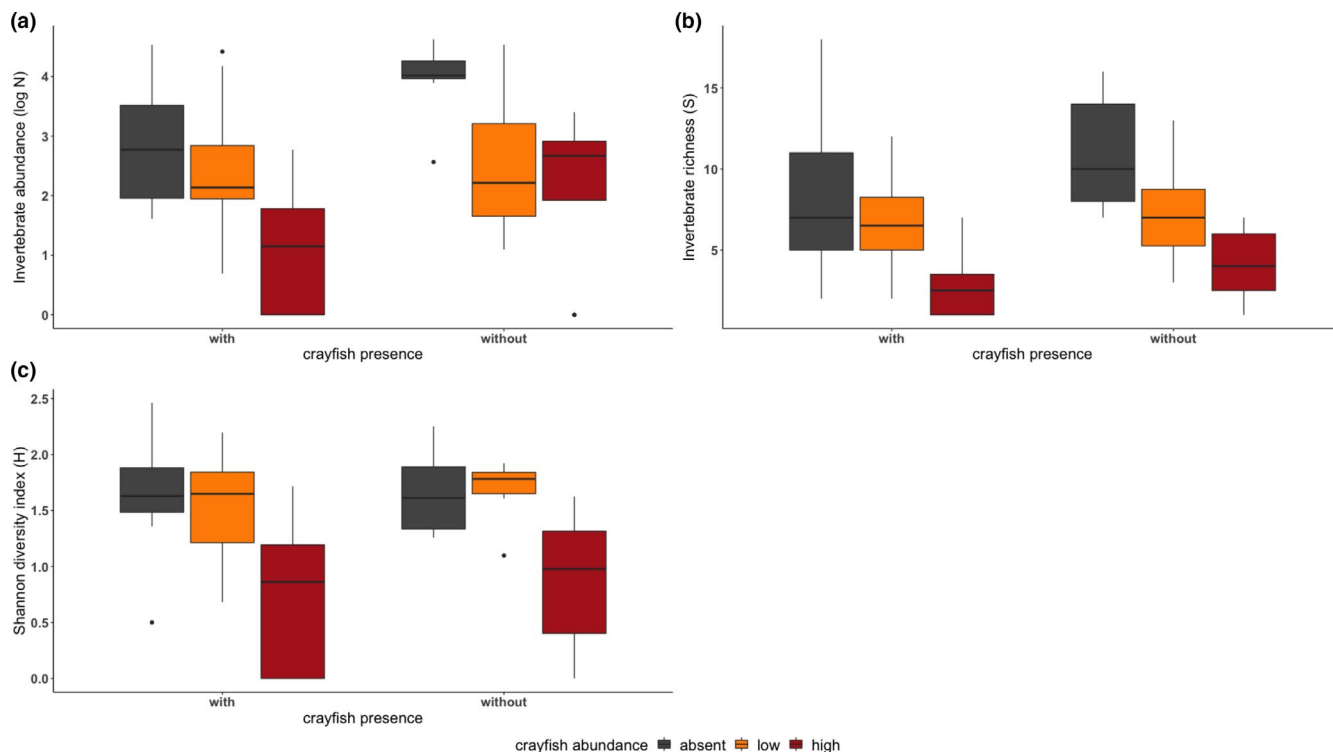 (a)
Invertebrate abundance (log N)
4
3
2
1
0
with
without
crayfish presence
(b)
Invertebrate richness (S)
15
10
5
with
without
crayfish presence
(c)
Shannon diversity index (H)
2.5
2.0
1.5
1.0
0.5
0.0
with
without
crayfish presence
crayfish abundance absent low high